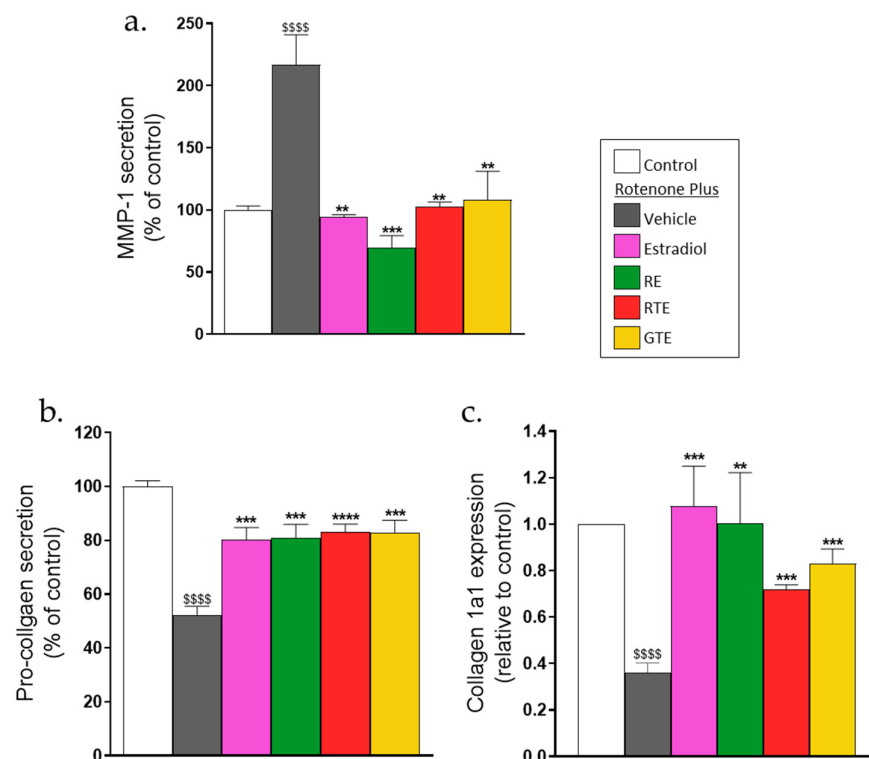 a.
MMP-1 secretion
(% of control)
250
200
150
100
50
0
$$$$
**
***
**
**
Control
Rotenone Plus
Vehicle
Estradiol
RE
RTE
GTE
b.
Pro-collgaen secretion
(% of control)
120
100
80
60
40
20
0
$$$$
***
***
****
***
c.
Collagen 1a1 expression
(relative to control)
1.4
1.2
1.0
0.8
0.6
0.4
0.2
0.0
$$$$
***
**
***
***